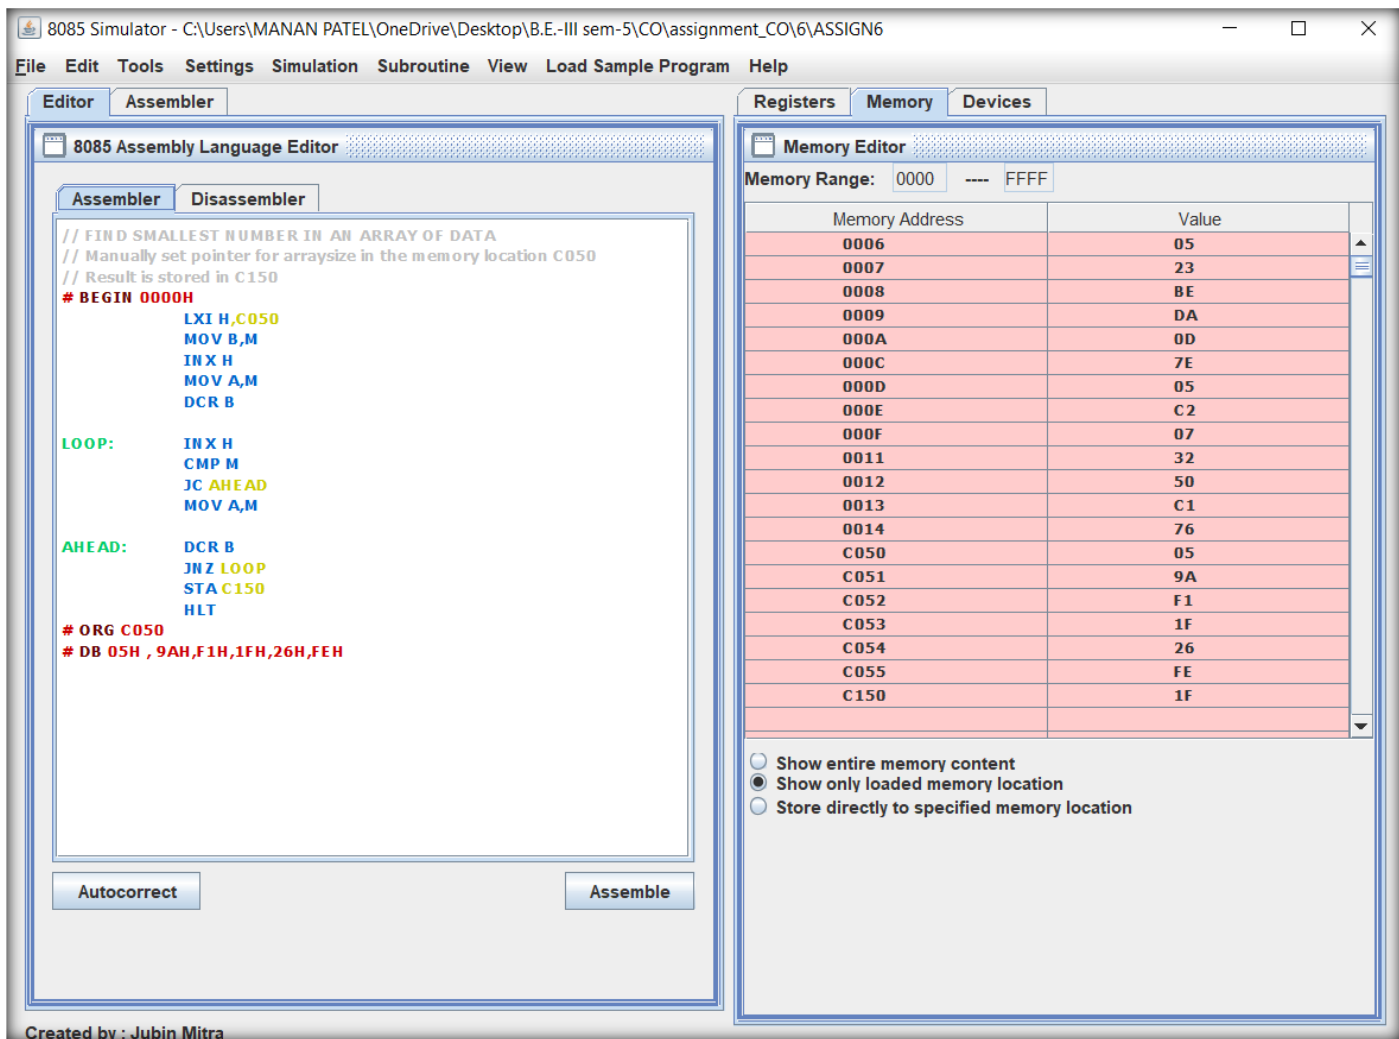 8085 Simulator - C:\Users\MANAN PATEL\OneDrive\Desktop\B.E.-III sem-5\CO\assignment_CO\6\ASSIGN6
File Edit Tools Settings Simulation Subroutine View Load Sample Program Help
Editor Assembler
8085 Assembly Language Editor
Assembler Disassembler
// FIND SMALLEST NUMBER IN AN ARRAY OF DATA
// Manually set pointer for arraysize in the memory location C050
// Result is stored in C150
# BEGIN 0000H
LXI H,C050
MOV B,M
INX H
MOV A,M
DCR B
LOOP: INX H
CMP M
JC AHEAD
MOV A,M
AHEAD: DCR B
JNZ LOOP
STA C150
HLT
# ORG C050
# DB 05H , 9AH,F1H,1FH,26H,FEH
Autocorrect Assemble
Created by : Jubin Mitra
Registers Memory Devices
Memory Editor
Memory Range: 0000 ---- FFFF
Memory Address Value
0006 05
0007 23
0008 BE
0009 DA
000A 0D
000C 7E
000D 05
000E C2
000F 07
0011 32
0012 50
0013 C1
0014 76
C050 05
C051 9A
C052 F1
C053 1F
C054 26
C055 FE
C150 1F
Show entire memory content
Show only loaded memory location
Store directly to specified memory location